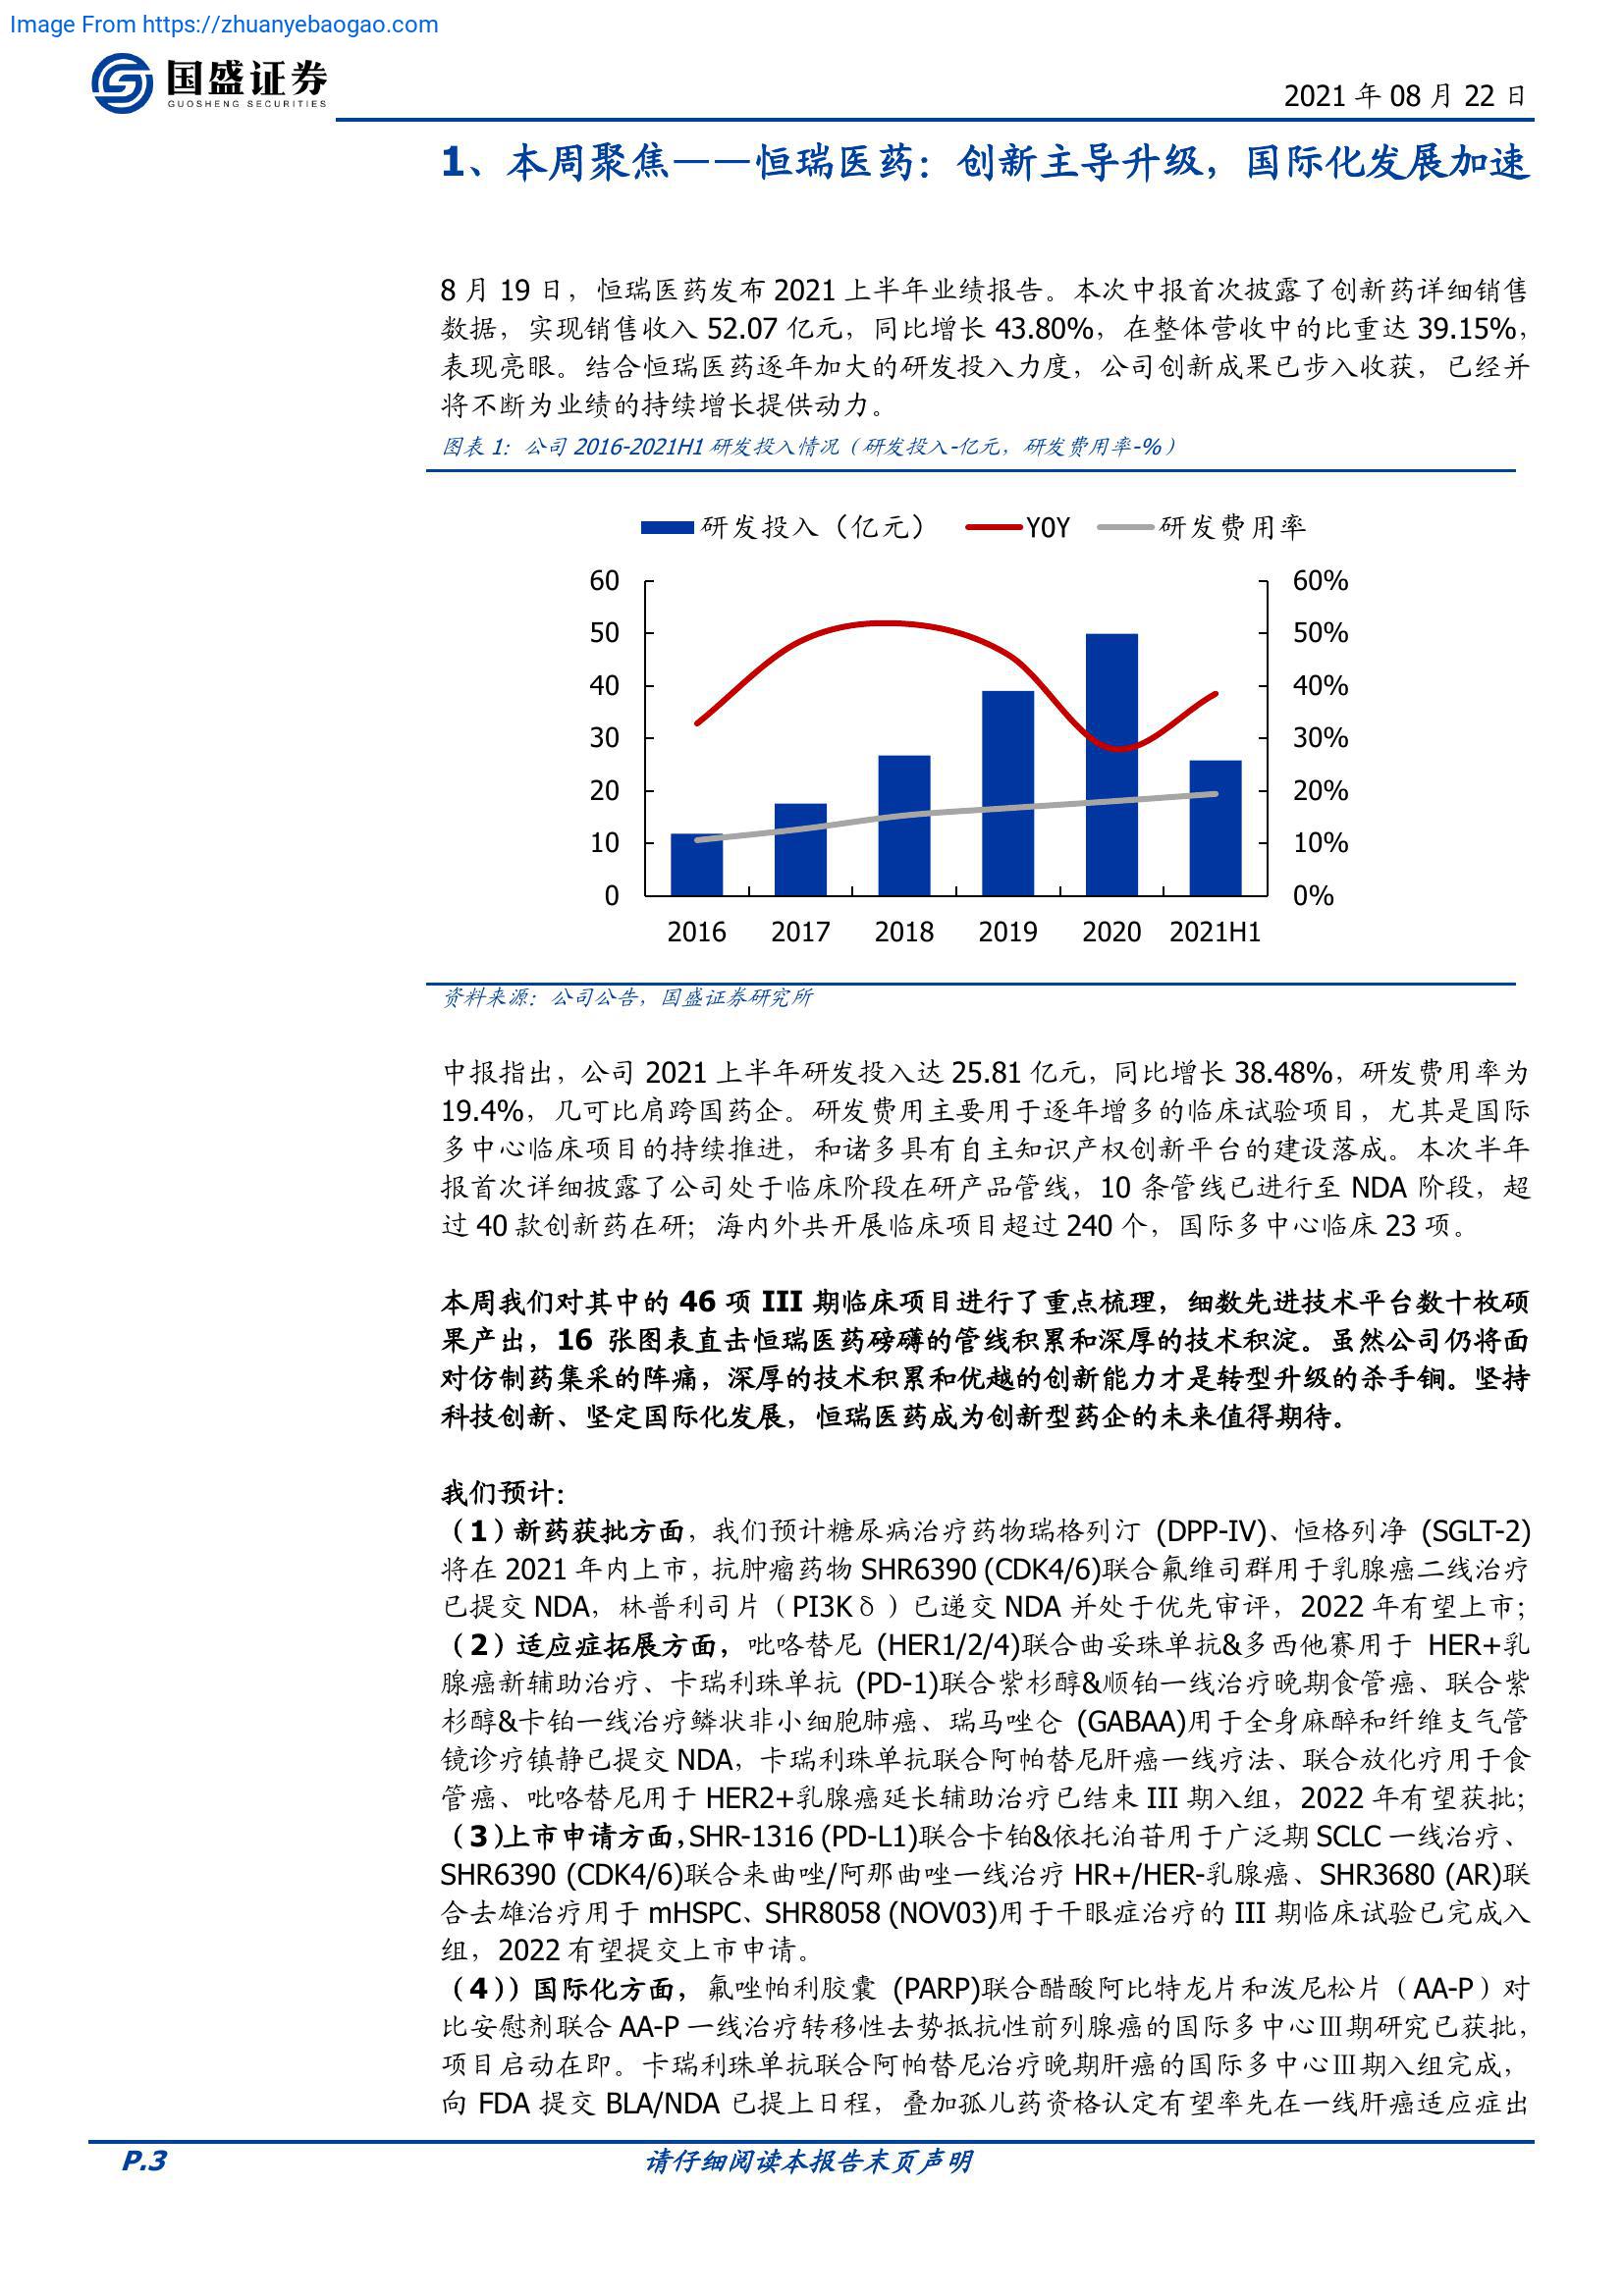 Image From https://zhuanyebaogao.com
国盛证券
GUOSHENG SECURITIES
2021 年 08 月 22 日
1、本周聚焦——恒瑞医药：创新主导升级，国际化发展加速
8 月 19 日，恒瑞医药发布 2021 上半年业绩报告。本次中报首次披露了创新药详细销售
数据，实现销售收入 52.07 亿元，同比增长 43.80%，在整体营收中的比重达 39.15%，
表现亮眼。结合恒瑞医药逐年加大的研发投入力度，公司创新成果已步入收获，已经并
将不断为业绩的持续增长提供动力。
图表 1：公司 2016-2021H1 研发投入情况（研发投入-亿元，研发费用率-%）
研发投入（亿元） YOY 研发费用率
60 60%
50 50%
40 40%
30 30%
20 20%
10 10%
0 0%
2016 2017 2018 2019 2020 2021H1
资料来源：公司公告，国盛证券研究所
中报指出，公司 2021 上半年研发投入达 25.81 亿元，同比增长 38.48%，研发费用率为
19.4%，几可比肩跨国药企。研发费用主要用于逐年增多的临床试验项目，尤其是国际
多中心临床项目的持续推进，和诸多具有自主知识产权创新平台的建设落成。本次半年
报首次详细披露了公司处于临床阶段在研产品管线，10 条管线已进行至 NDA 阶段，超
过 40 款创新药在研；海内外共开展临床项目超过 240 个，国际多中心临床 23 项。
本周我们对其中的 46 项 III 期临床项目进行了重点梳理，细数先进技术平台数十枚硕
果产出，16 张图表直击恒瑞医药磅礴的管线积累和深厚的技术积淀。虽然公司仍将面
对仿制药集采的阵痛，深厚的技术积累和优越的创新能力才是转型升级的杀手锏。坚持
科技创新、坚定国际化发展，恒瑞医药成为创新型药企的未来值得期待。
我们预计：
（1）新药获批方面，我们预计糖尿病治疗药物瑞格列汀 (DPP-IV)、恒格列净 (SGLT-2)
将在 2021 年内上市，抗肿瘤药物 SHR6390 (CDK4/6)联合氟维司群用于乳腺癌二线治疗
已提交 NDA，林普利司片（PI3Kδ）已递交 NDA 并处于优先审评，2022 年有望上市；
（2）适应症拓展方面，吡咯替尼 (HER1/2/4)联合曲妥珠单抗&多西他赛用于 HER+乳
腺癌新辅助治疗、卡瑞利珠单抗 (PD-1)联合紫杉醇&顺铂一线治疗晚期食管癌、联合紫
杉醇&卡铂一线治疗鳞状非小细胞肺癌、瑞马唑仑 (GABAA)用于全身麻醉和纤维支气管
镜诊疗镇静已提交 NDA，卡瑞利珠单抗联合阿帕替尼肝癌一线疗法、联合放化疗用于食
管癌、吡咯替尼用于 HER2+乳腺癌延长辅助治疗已结束 III 期入组，2022 年有望获批；
（3）上市申请方面，SHR-1316 (PD-L1)联合卡铂&依托泊苷用于广泛期 SCLC 一线治疗、
SHR6390 (CDK4/6)联合来曲唑/阿那曲唑一线治疗 HR+/HER-乳腺癌、SHR3680 (AR)联
合去雄治疗用于 mHSPC、SHR8058 (NOV03)用于干眼症治疗的 III 期临床试验已完成入
组，2022 有望提交上市申请。
（4））国际化方面，氟唑帕利胶囊 (PARP)联合醋酸阿比特龙片和泼尼松片（AA-P）对
比安慰剂联合 AA-P 一线治疗转移性去势抵抗性前列腺癌的国际多中心Ⅲ期研究已获批，
项目启动在即。卡瑞利珠单抗联合阿帕替尼治疗晚期肝癌的国际多中心Ⅲ期入组完成，
向 FDA 提交 BLA/NDA 已提上日程，叠加孤儿药资格认定有望率先在一线肝癌适应症出
P.3
请仔细阅读本报告末页声明